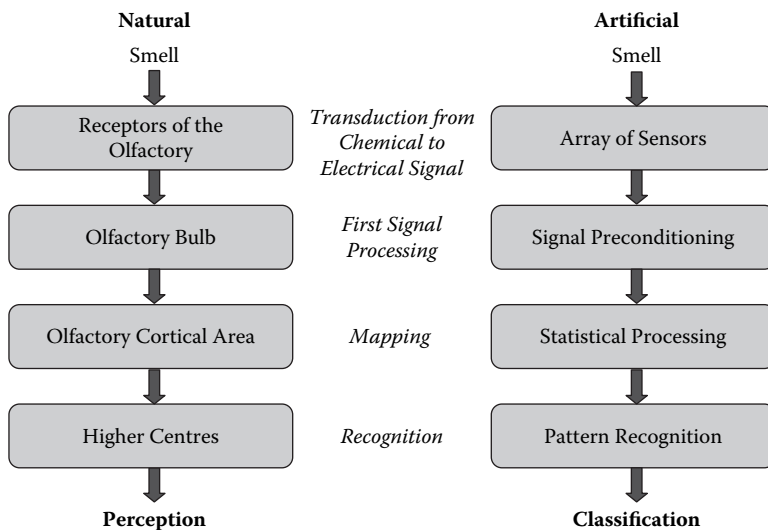 Natural
Artificial
Smell
Smell
Receptors of the
Olfactory
Transduction from
Chemical to
Electrical Signal
Array of Sensors
Olfactory Bulb
First Signal
Processing
Signal Preconditioning
Olfactory Cortical Area
Mapping
Statistical Processing
Higher Centres
Recognition
Pattern Recognition
Perception
Classification